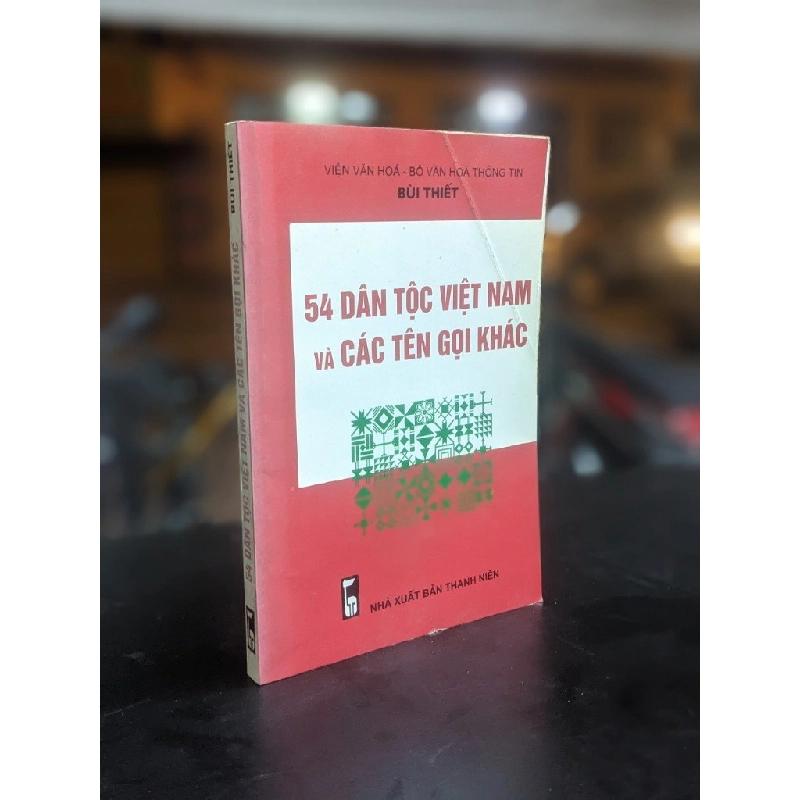 VIỆN VĂN HOÁ - BỘ VĂN HOÁ THÔNG TIN
BÙI THIẾT
54 DÂN TỘC VIỆT NAM
VÀ CÁC TÊN GỌI KHÁC
NHÀ XUẤT BẢN THANH NIÊN
BÙI THIẾT
54 DÂN TỘC VIỆT NAM VÀ CÁC TÊN GỌI KHÁC